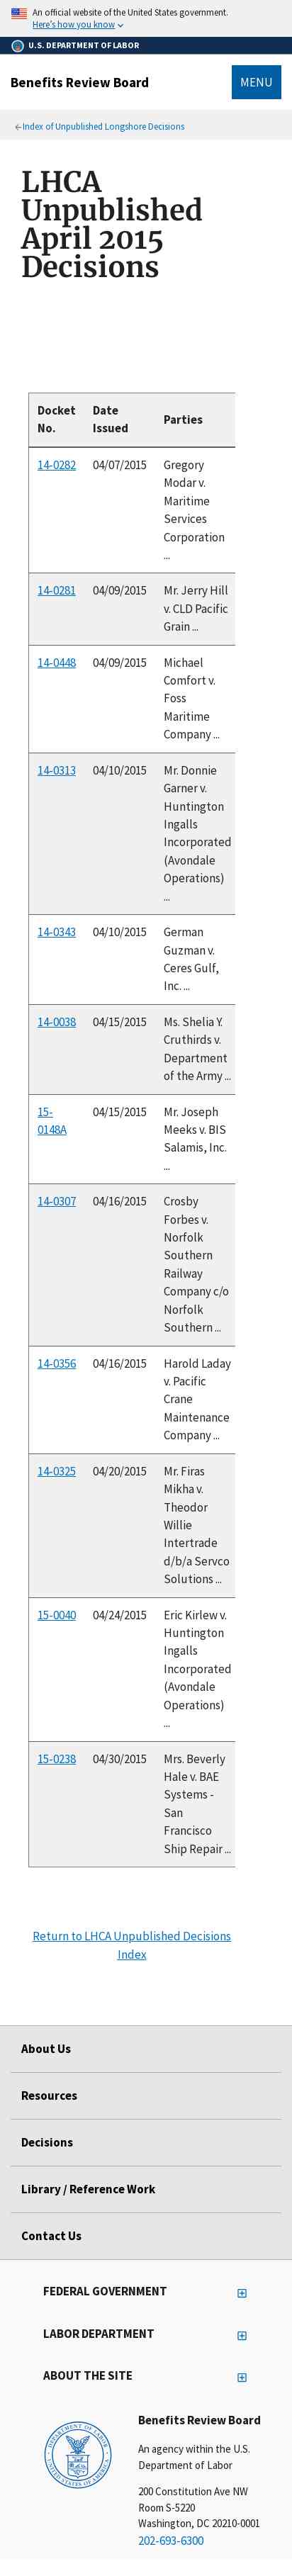 An official website of the United States government.
Here's how you know
U.S. DEPARTMENT OF LABOR
Benefits Review Board
MENU
Index of Unpublished Longshore Decisions
LHCA
Unpublished
April 2015
Decisions
Docket
No.
Date
Issued
Parties
14-0282
04/07/2015
Gregory
Modar v.
Maritime
Services
Corporation
...
14-0281
04/09/2015
Mr. Jerry Hill
v. CLD Pacific
Grain ...
14-0448
04/09/2015
Michael
Comfort v.
Foss
Maritime
Company ...
14-0313
04/10/2015
Mr. Donnie
Garner v.
Huntington
Ingalls
Incorporated
(Avondale
Operations)
...
14-0343
04/10/2015
German
Guzman v.
Ceres Gulf,
Inc. ...
14-0038
04/15/2015
Ms. Shelia Y.
Cruthirds v.
Department
of the Army ...
15-
0148A
04/15/2015
Mr. Joseph
Meeks v. BIS
Salamis, Inc.
...
14-0307
04/16/2015
Crosby
Forbes v.
Norfolk
Southern
Railway
Company c/o
Norfolk
Southern ...
14-0356
04/16/2015
Harold Laday
v. Pacific
Crane
Maintenance
Company ...
14-0325
04/20/2015
Mr. Firas
Mikha v.
Theodor
Willie
Intertrade
d/b/a Servco
Solutions ...
15-0040
04/24/2015
Eric Kirlew v.
Huntington
Ingalls
Incorporated
(Avondale
Operations)
...
15-0238
04/30/2015
Mrs. Beverly
Hale v. BAE
Systems -
San
Francisco
Ship Repair ...
Return to LHCA Unpublished Decisions
Index
About Us
Resources
Decisions
Library / Reference Work
Contact Us
FEDERAL GOVERNMENT
LABOR DEPARTMENT
ABOUT THE SITE
DEPARTMENT OF LABOR
UNITED STATES OF AMERICA
Benefits Review Board
An agency within the U.S.
Department of Labor
200 Constitution Ave NW
Room S-5220
Washington, DC 20210-0001
202-693-6300